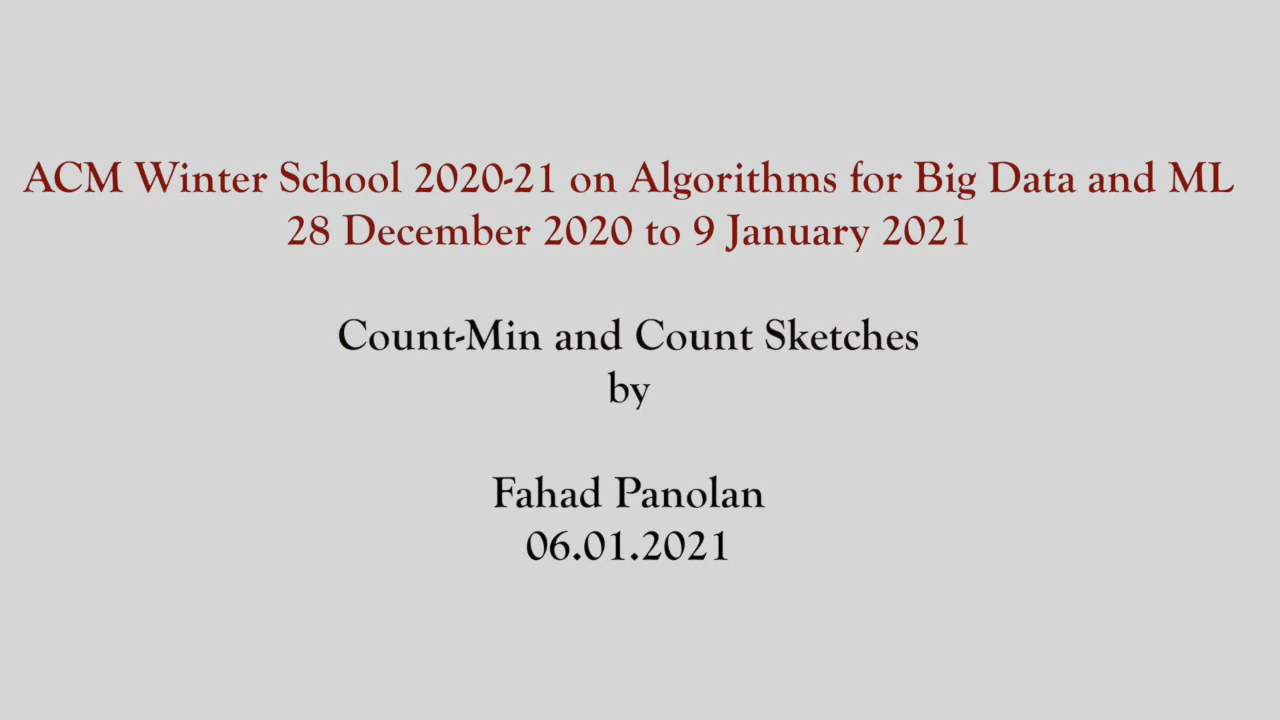 ACM Winter School 2020-21 on Algorithms for Big Data and ML
28 December 2020 to 9 January 2021
Count-Min and Count Sketches
by
Fahad Panolan
06.01.2021